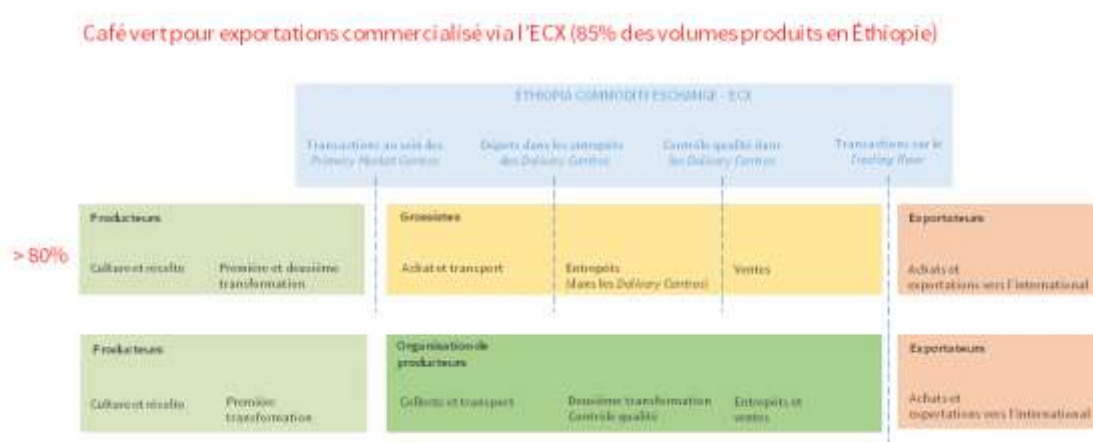 Café vert pour exportations commercialisé via l'ECX (85% des volumes produits en Éthiopie)
ETHIOPIA COMMODITY EXCHANGE - ECX
Transactions au sein des
Primary Market Centres
Dépots dans les entrepôts
des Delivery Centres
Controle qualité dans
les Delivery Centres
Transactions sur le
Trading floor
> 80%
Producteurs
Culture et récolte
Première et deuxième
transformation
Grossistes
Achat et transport
Entrepôts
(dans les Delivery Centres)
Ventes
Exportateurs
Achats et
exportations vers l'international
Producteurs
Culture et récolte
Première
transformation
Organisation de
producteurs
Collecte et transport
Deuxième transformation
Controle qualité
Entrepôts et
ventes
Exportateurs
Achats et
exportations vers l'international